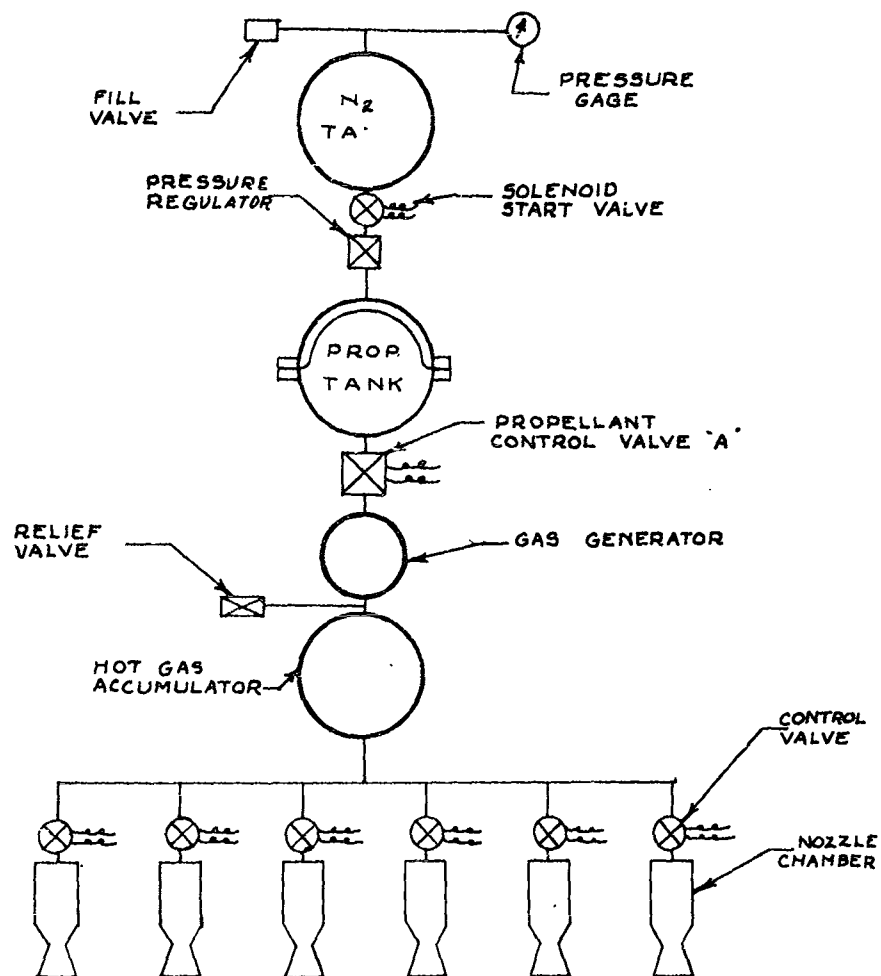 FILL
VALVE
PRESSURE
GAGE
N2
TA
PRESSURE
REGULATOR
SOLENOID
START VALVE
PROP.
TANK
PROPELLANT
CONTROL VALVE 'A'
RELIEF
VALVE
GAS GENERATOR
HOT GAS
ACCUMULATOR
CONTROL
VALVE
NOZZLE
CHAMBER